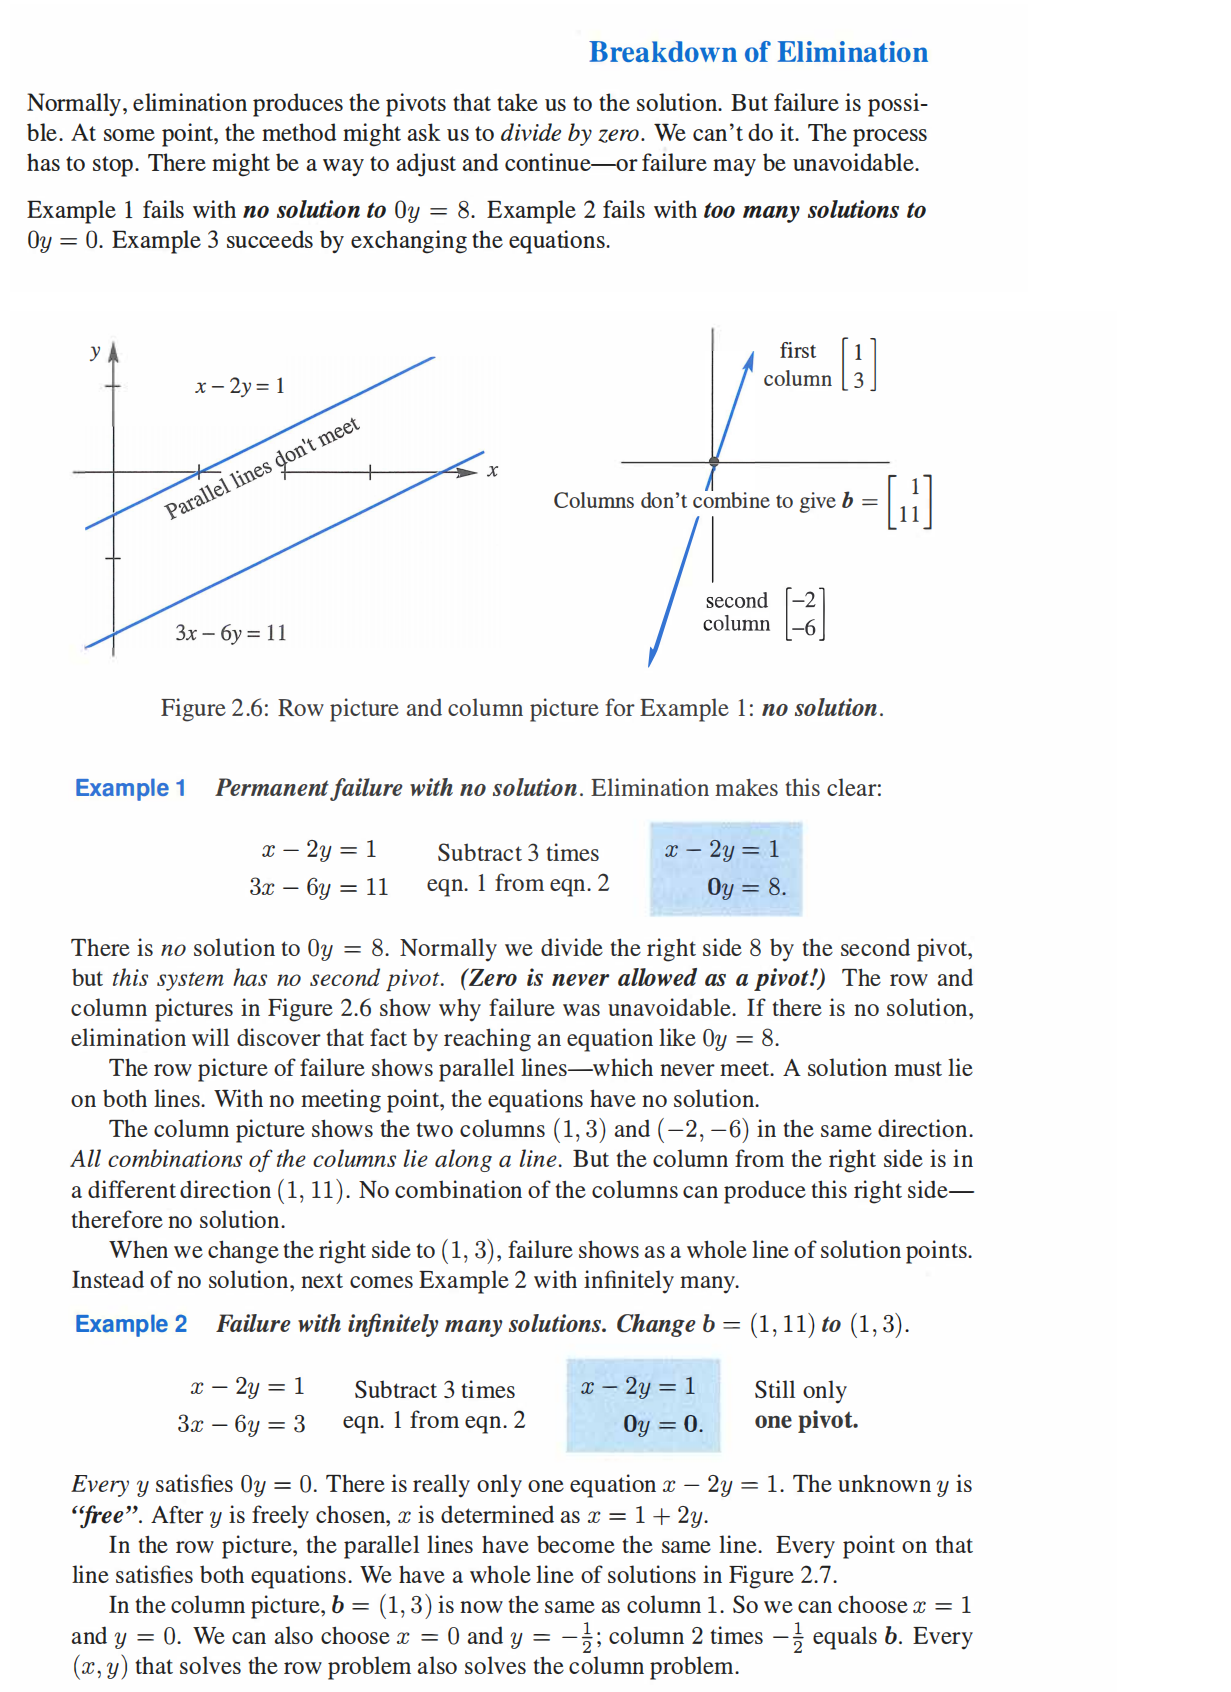 Breakdown of Elimination
Normally, elimination produces the pivots that take us to the solution. But failure is possi-
ble. At some point, the method might ask us to divide by zero. We can't do it. The process
has to stop. There might be a way to adjust and continue—or failure may be unavoidable.
Example 1 fails with no solution to 0y = 8. Example 2 fails with too many solutions to
0y = 0. Example 3 succeeds by exchanging the equations.
y
x – 2y = 1
Parallel lines don't meet
x
3x – 6y = 11
first column [1 3]
Columns don't combine to give b = [1 11]
second column [–2 –6]
Figure 2.6: Row picture and column picture for Example 1: no solution.
Example 1 Permanent failure with no solution. Elimination makes this clear:
x − 2y = 1 Subtract 3 times x − 2y = 1
3x − 6y = 11 eqn. 1 from eqn. 2 0y = 8.
There is no solution to 0y = 8. Normally we divide the right side 8 by the second pivot,
but this system has no second pivot. (Zero is never allowed as a pivot!) The row and
column pictures in Figure 2.6 show why failure was unavoidable. If there is no solution,
elimination will discover that fact by reaching an equation like 0y = 8.
The row picture of failure shows parallel lines—which never meet. A solution must lie
on both lines. With no meeting point, the equations have no solution.
The column picture shows the two columns (1, 3) and (−2, −6) in the same direction.
All combinations of the columns lie along a line. But the column from the right side is in
a different direction (1, 11). No combination of the columns can produce this right side—
therefore no solution.
When we change the right side to (1, 3), failure shows as a whole line of solution points.
Instead of no solution, next comes Example 2 with infinitely many.
Example 2 Failure with infinitely many solutions. Change b = (1, 11) to (1, 3).
x − 2y = 1 Subtract 3 times x − 2y = 1 Still only
3x − 6y = 3 eqn. 1 from eqn. 2 0y = 0. one pivot.
Every y satisfies 0y = 0. There is really only one equation x − 2y = 1. The unknown y is
“free”. After y is freely chosen, x is determined as x = 1 + 2y.
In the row picture, the parallel lines have become the same line. Every point on that
line satisfies both equations. We have a whole line of solutions in Figure 2.7.
In the column picture, b = (1, 3) is now the same as column 1. So we can choose x = 1
and y = 0. We can also choose x = 0 and y = −½; column 2 times −½ equals b. Every
(x, y) that solves the row problem also solves the column problem.